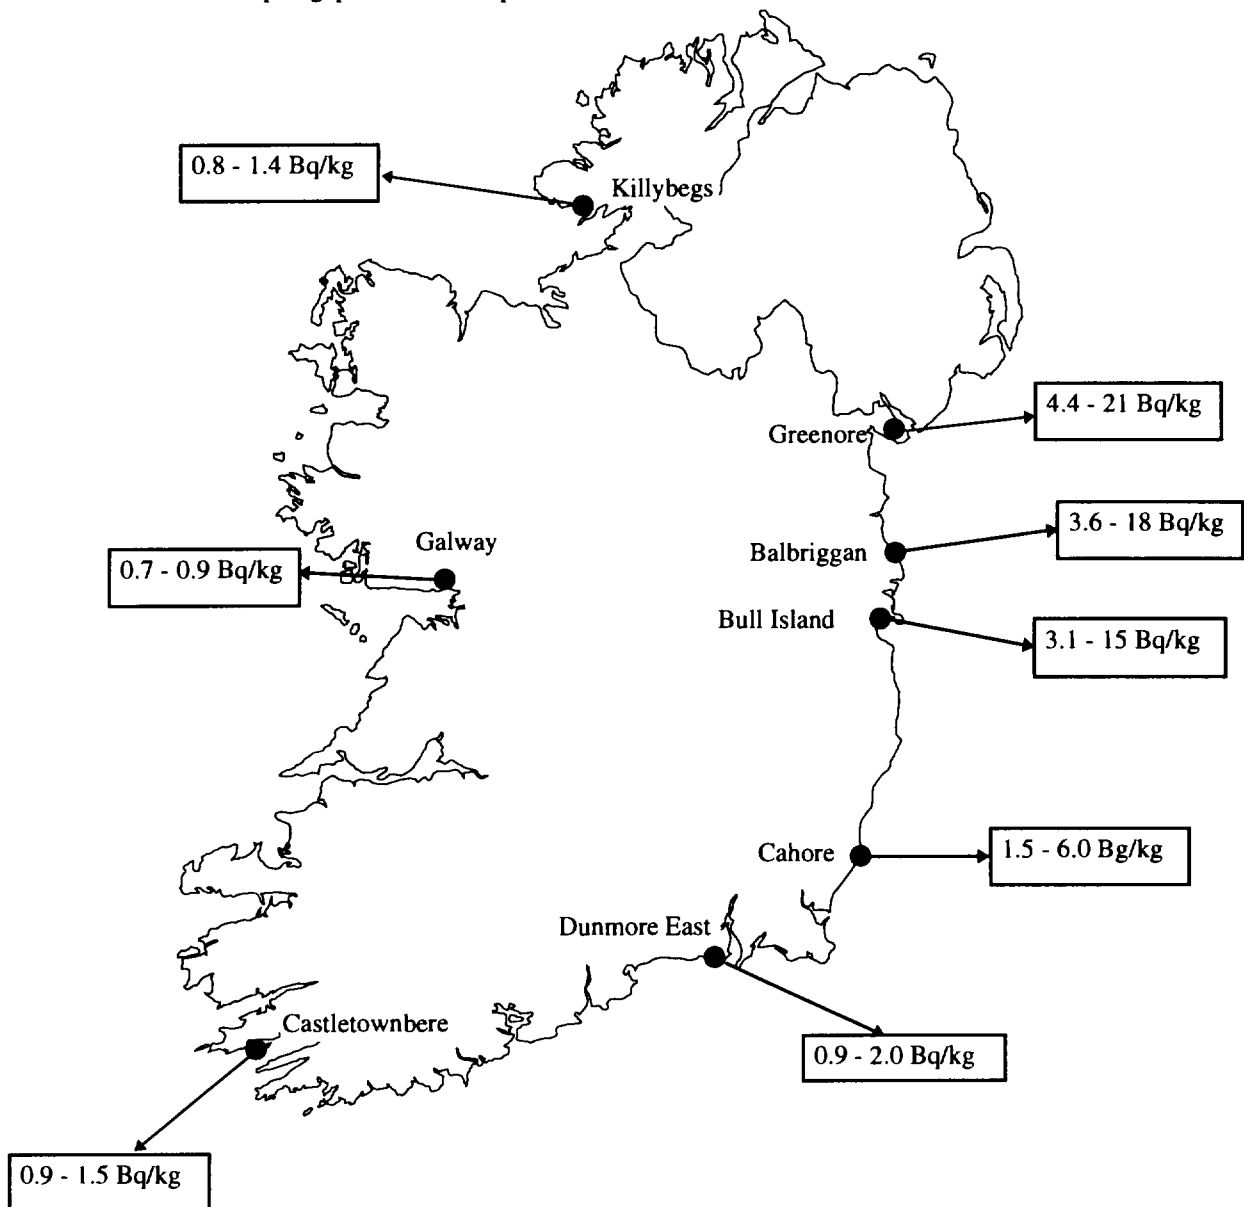 0.8 - 1.4 Bq/kg
Killybegs
4.4 - 21 Bq/kg
Greenore
3.6 - 18 Bq/kg
Balbriggan
Galway
0.7 - 0.9 Bq/kg
Bull Island
3.1 - 15 Bq/kg
Cahore
1.5 - 6.0 Bg/kg
Dunmore East
Castletownbere
0.9 - 2.0 Bq/kg
0.9 - 1.5 Bq/kg